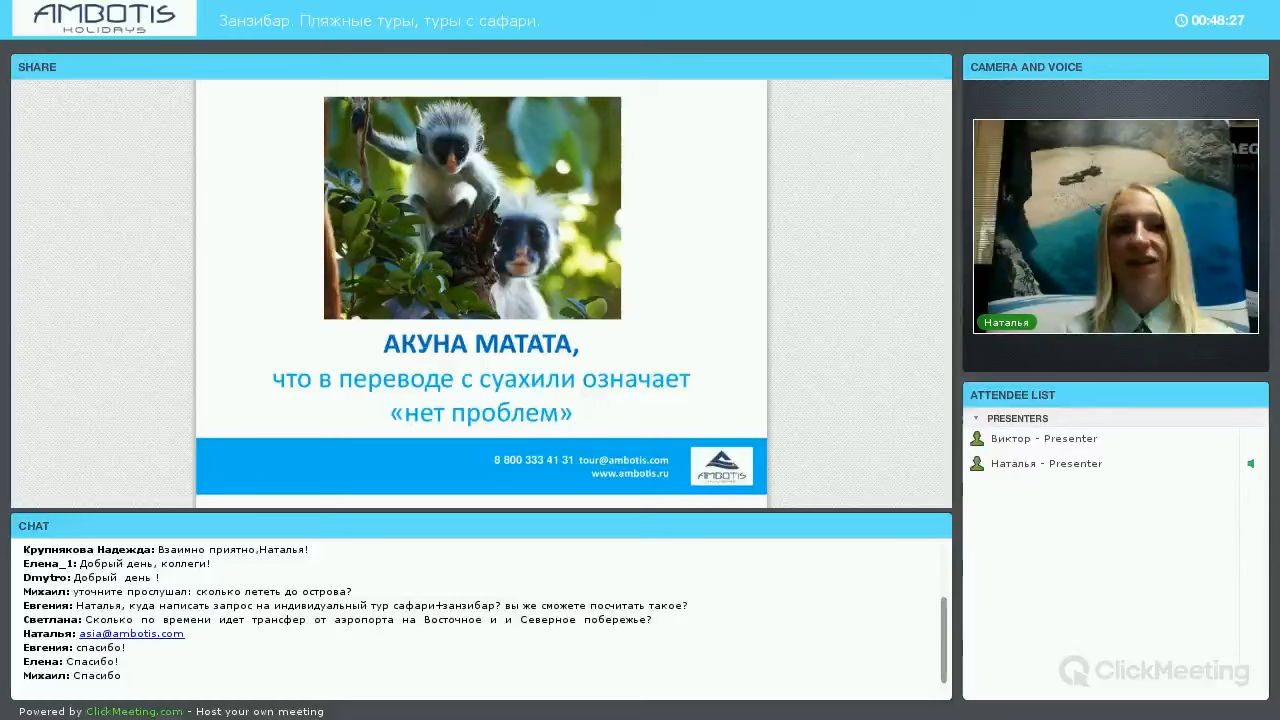 AMBOTIS
HOLIDAYS
Занзибар. Пляжные туры, туры с сафари.
00:48:27
SHARE
АКУНА МАТАТА,
что в переводе с суахили означает
«нет проблем»
8 800 333 41 31 tour@ambotis.com
www.ambotis.ru
AMBOTIS
HOLIDAYS
CAMERA AND VOICE
AEG
Наталья
ATTENDEE LIST
PRESENTERS
Виктор - Presenter
Наталья - Presenter
CHAT
Крупнякова Надежда: Взаимно приятно,Наталья!
Елена_1: Добрый день, коллеги!
Dmytro: Добрый день !
Михаил: уточните прослушал: сколько лететь до острова?
Евгения: Наталья, куда написать запрос на индивидуальный тур сафари+занзибар? вы же сможете посчитать такое?
Светлана: Сколько по времени идет трансфер от аэропорта на Восточное и и Северное побережье?
Наталья: asia@ambotis.com
Евгения: спасибо!
Елена: Спасибо!
Михаил: Спасибо
ClickMeeting
Powered by ClickMeeting.com - Host your own meeting